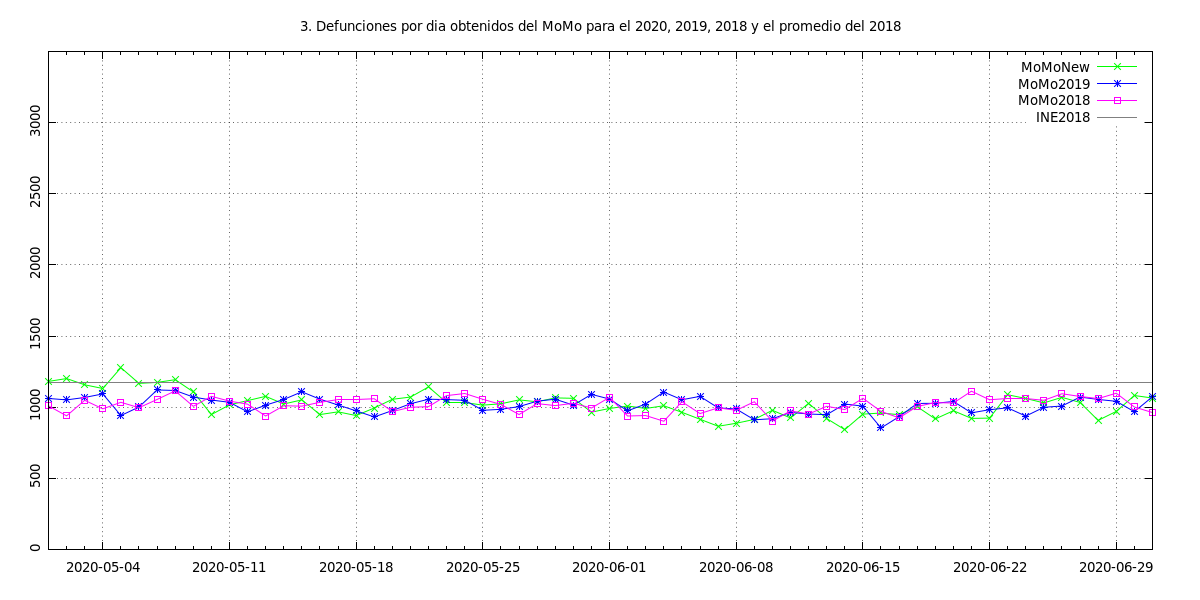 3. Defunciones por dia obtenidos del MoMo para el 2020, 2019, 2018 y el promedio del 2018
MoMoNew
MoMo2019
MoMo2018
INE2018
3000
2500
2000
1500
1000
500
0
2020-05-04 2020-05-11 2020-05-18 2020-05-25 2020-06-01 2020-06-08 2020-06-15 2020-06-22 2020-06-29